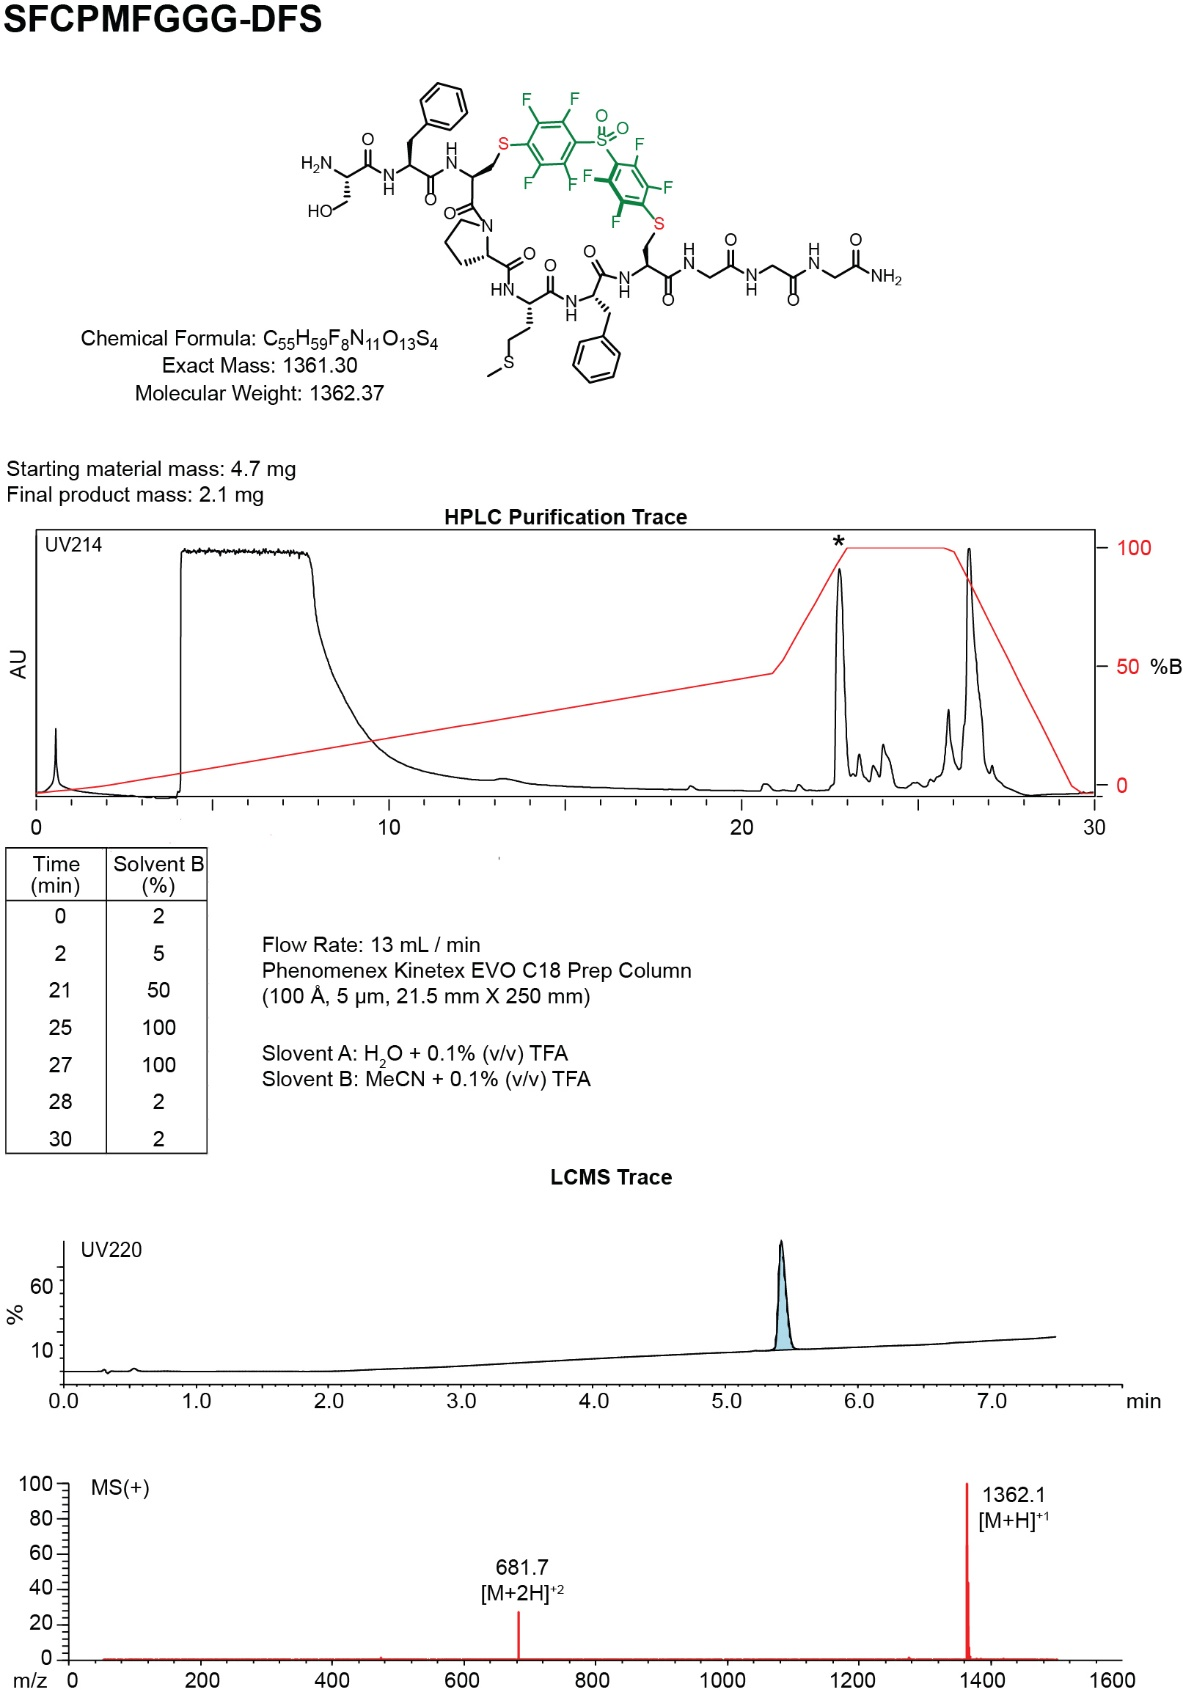 SFCPMFGGG-DFS
F
F
O
O
S
S
F
F
F
F
F
F
S
H2N
O
N
H
O
H
N
HO
O
N
O
HN
O
N
H
O
N
H
H
N
O
O
N
H
O
H
N
O
NH2
S
Chemical Formula: C55H59F8N11O13S4
Exact Mass: 1361.30
Molecular Weight: 1362.37
Starting material mass: 4.7 mg
Final product mass: 2.1 mg
HPLC Purification Trace
UV214
*
100
50 %B
0
AU
0 10 20 30
Time (min) Solvent B (%)
0 2
2 5
21 50
25 100
27 100
28 2
30 2
Flow Rate: 13 mL / min
Phenomenex Kinetex EVO C18 Prep Column
(100 Å, 5 µm, 21.5 mm X 250 mm)
Slovent A: H2O + 0.1% (v/v) TFA
Slovent B: MeCN + 0.1% (v/v) TFA
LCMS Trace
UV220
60
%
10
0.0 1.0 2.0 3.0 4.0 5.0 6.0 7.0 min
MS(+)
100
80
60
40
20
0
1362.1
[M+H]+1
681.7
[M+2H]+2
m/z 0 200 400 600 800 1000 1200 1400 1600